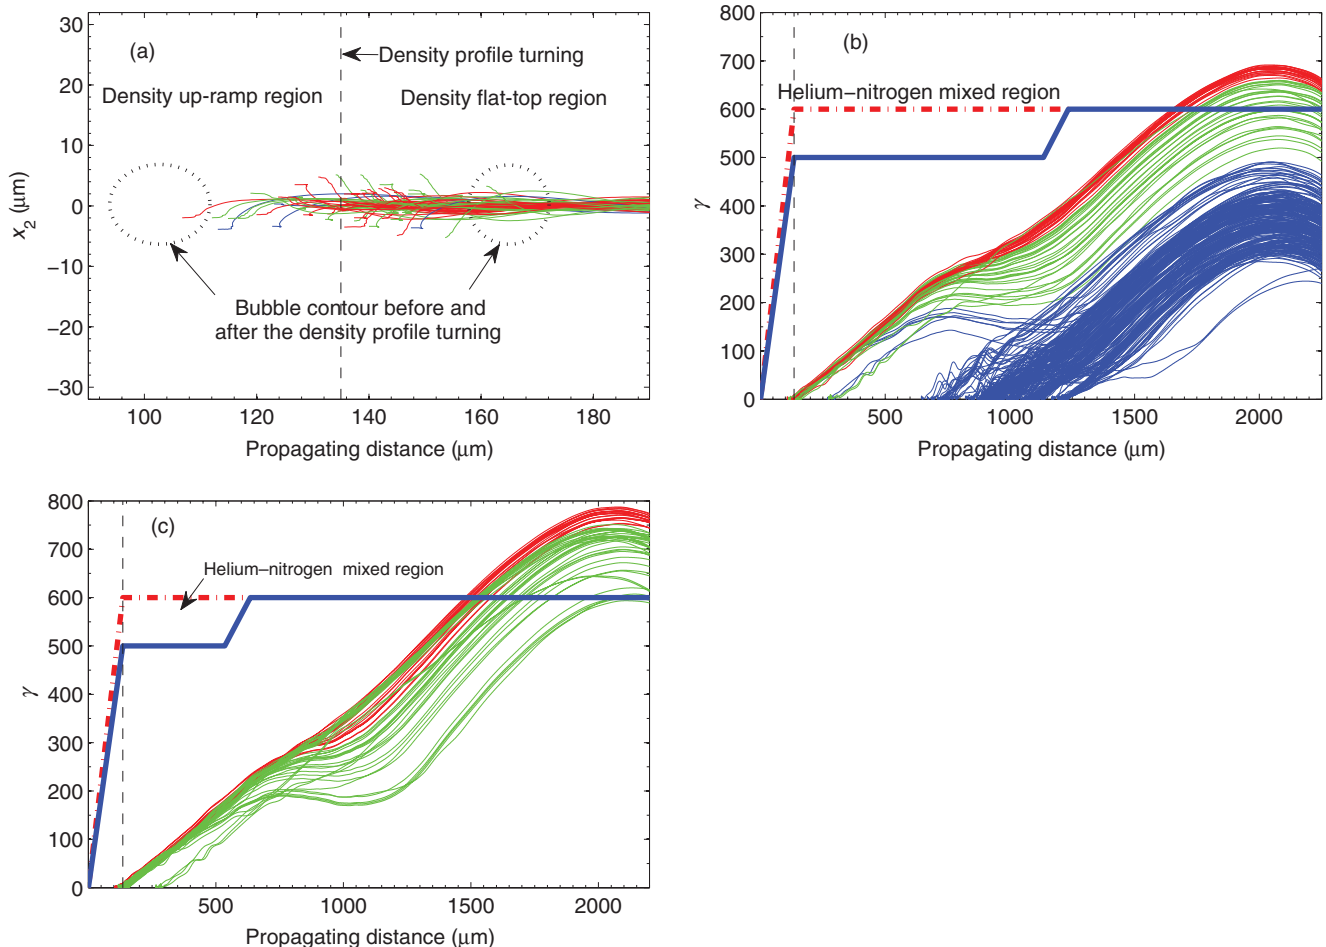 (a)
Density profile turning
Density up-ramp region
Density flat-top region
Bubble contour before and
after the density profile turning
30
20
10
0
−10
−20
−30
x₂ (μm)
100
120
140
160
180
Propagating distance (μm)
(b)
Helium−nitrogen mixed region
800
700
600
500
400
300
200
100
0
γ
500
1000
1500
2000
Propagating distance (μm)
(c)
Helium−nitrogen mixed region
800
700
600
500
400
300
200
100
0
γ
500
1000
1500
2000
Propagating distance (μm)